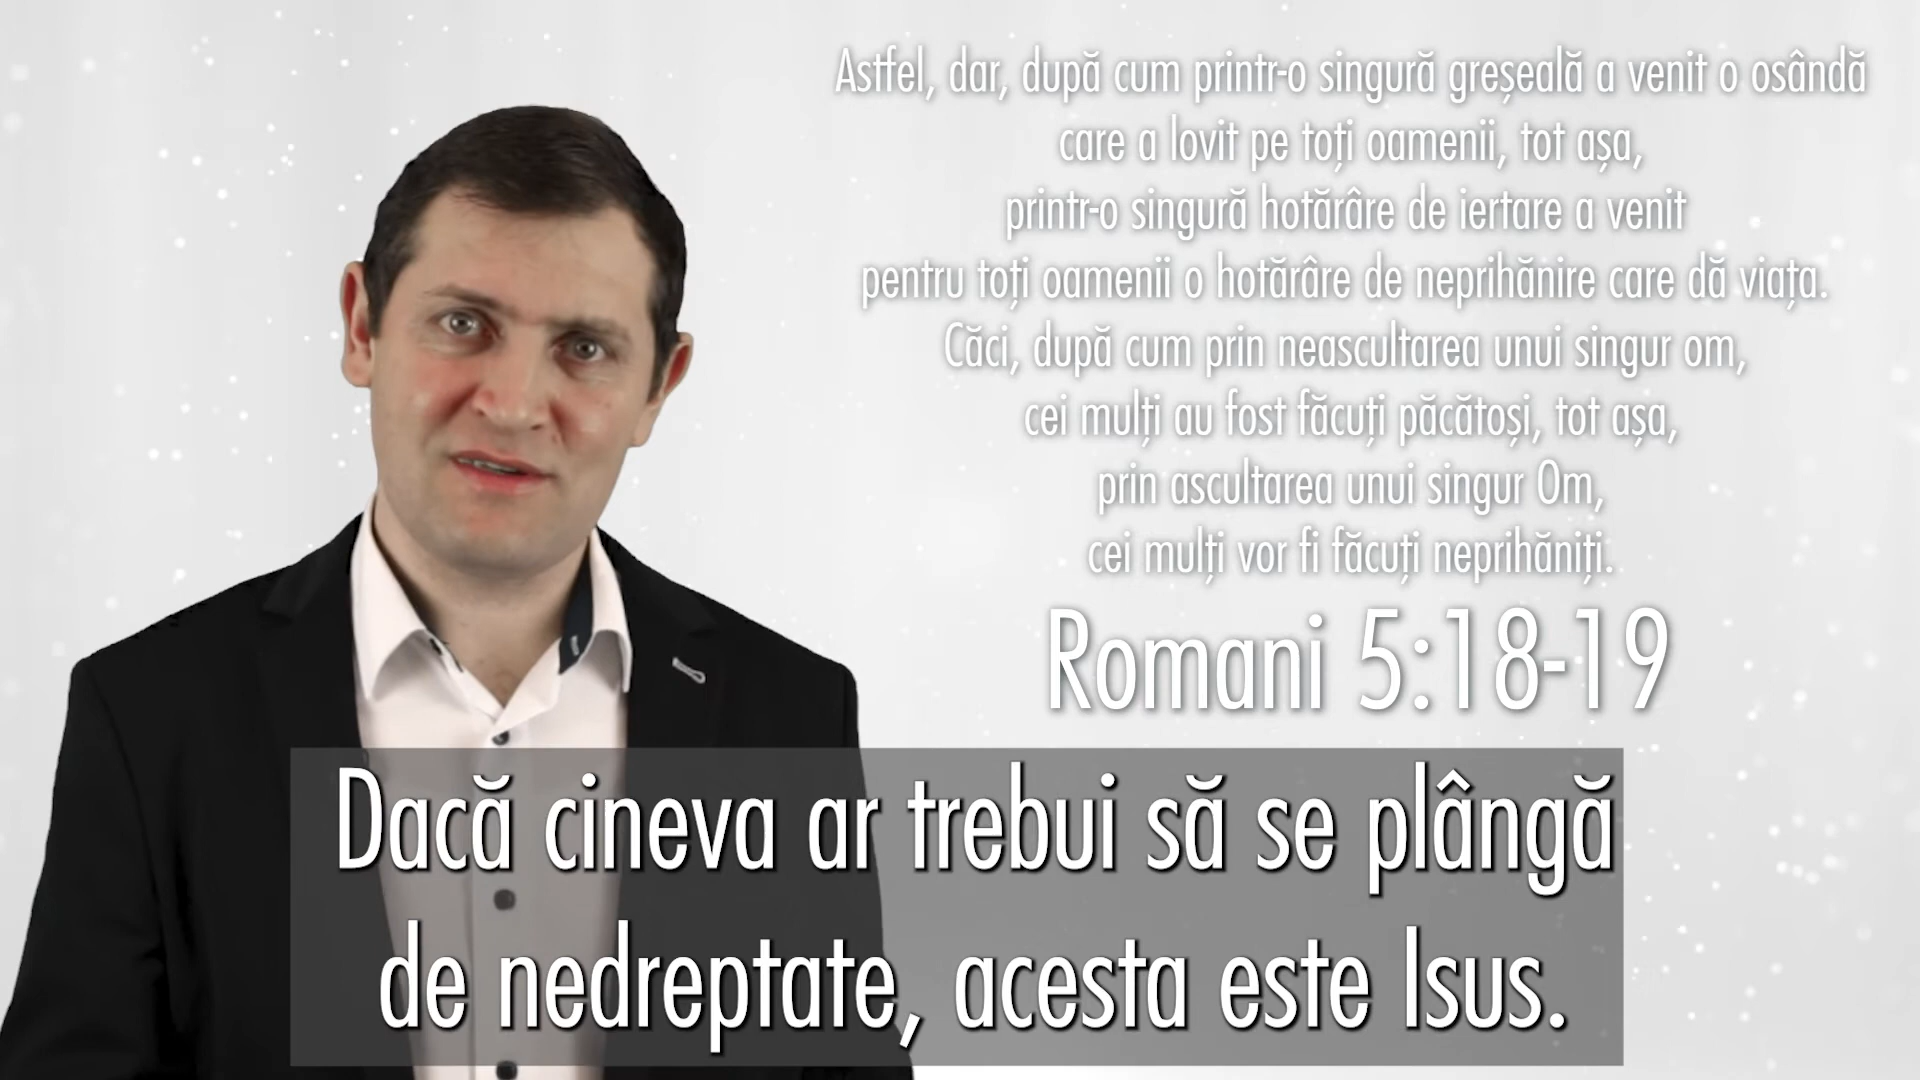 Astfel, dar, după cum printr-o singură greșeală a venit o osândă
care a lovit pe toți oamenii, tot așa,
printr-o singură hotărâre de iertare a venit
pentru toți oamenii o hotărâre de neprihănire care dă viața.
Căci, după cum prin neascultarea unui singur om,
cei mulți au fost făcuți păcătoși, tot așa,
prin ascultarea unui singur Om,
cei mulți vor fi făcuți neprihăniți.
Romani 5:18-19
Dacă cineva ar trebui să se plângă
de nedreptate, acesta este Isus.